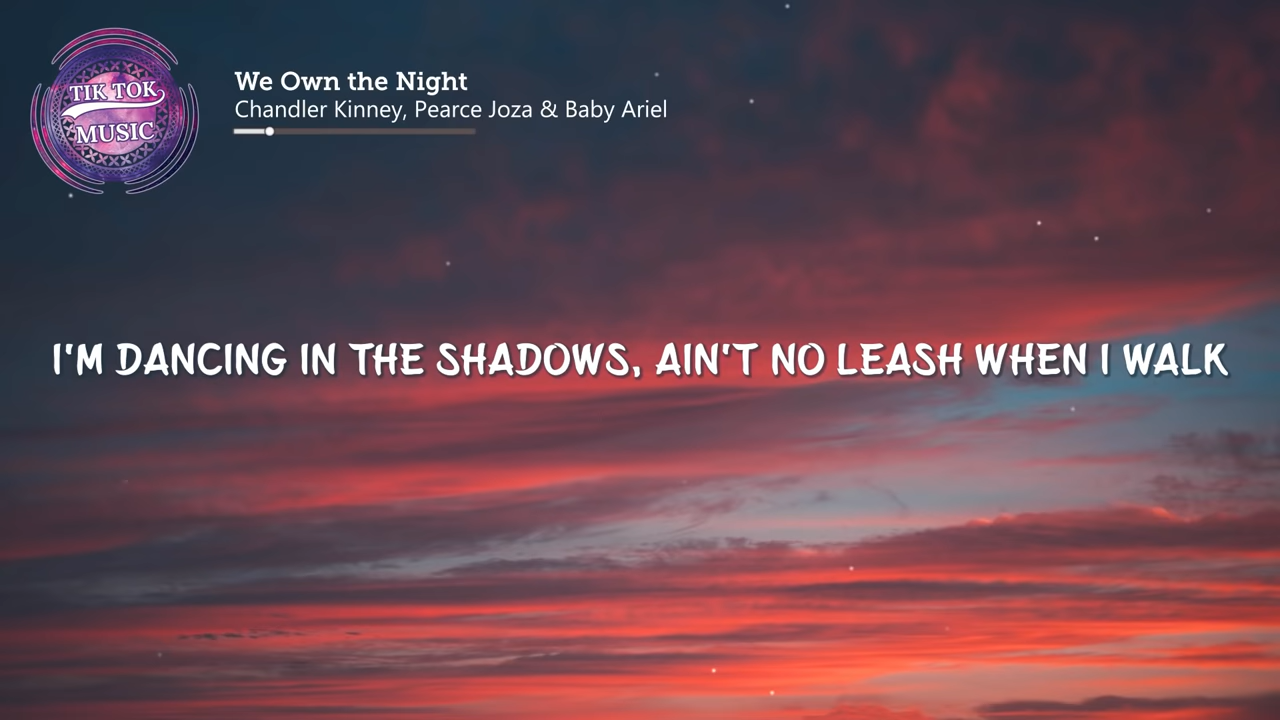 TIK TOK
MUSIC
We Own the Night
Chandler Kinney, Pearce Joza & Baby Ariel
I'M DANCING IN THE SHADOWS, AIN'T NO LEASH WHEN I WALK